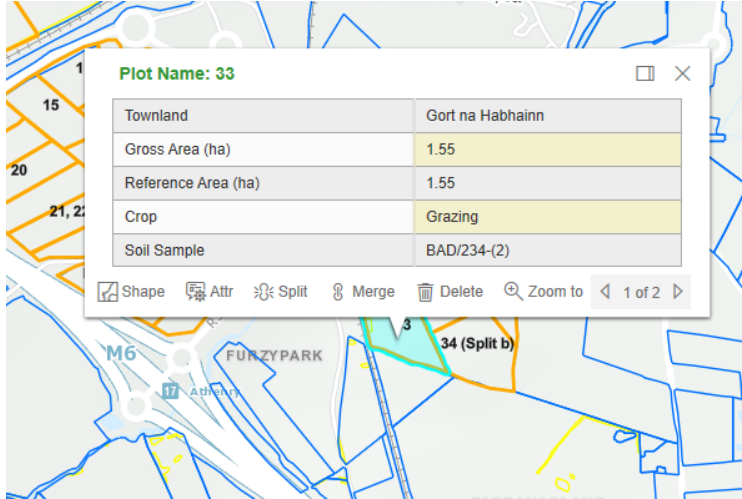 Plot Name: 33
15
20
21, 22
Townland Gort na Habhainn
Gross Area (ha) 1.55
Reference Area (ha) 1.55
Crop Grazing
Soil Sample BAD/234-(2)
Shape Attr Split Merge Delete Zoom to 1 of 2
3
34 (Split b)
M6
FURZYPARK
17 Athenry